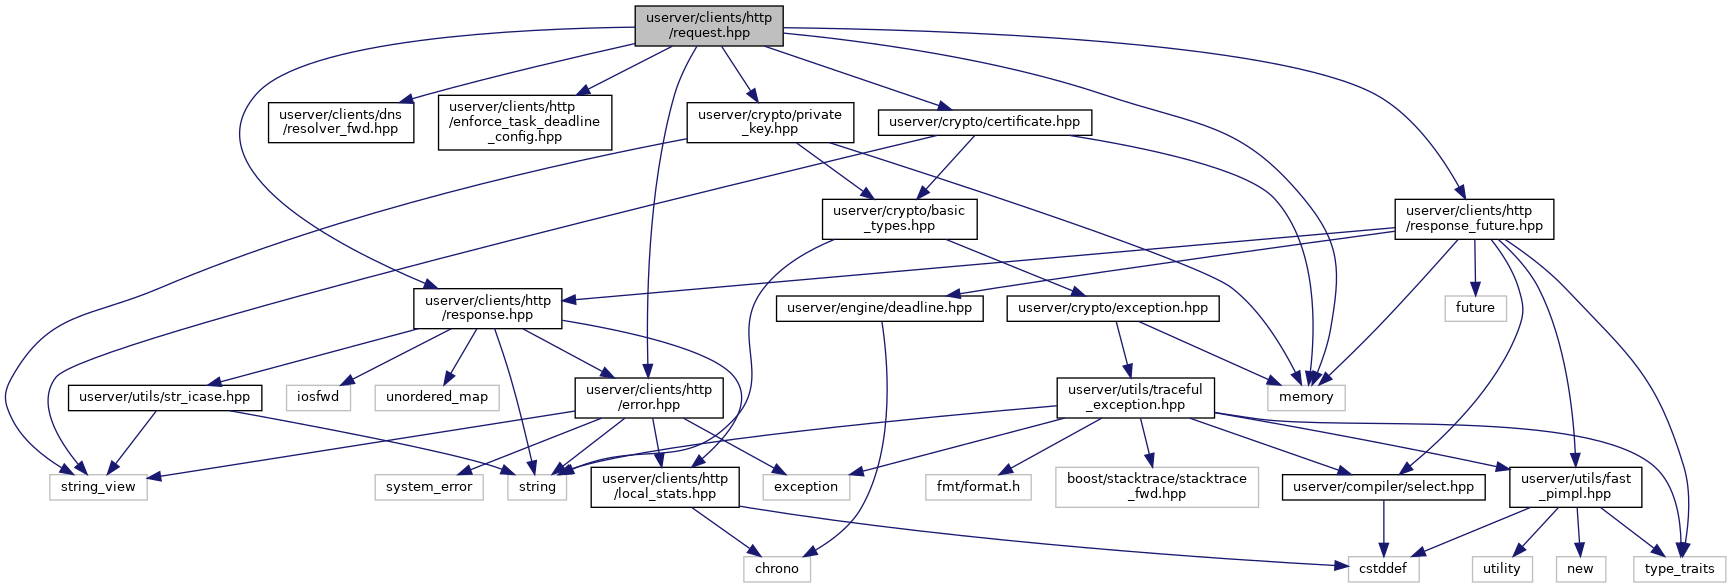 userver/clients/http
/request.hpp
userver/clients/dns
/resolver_fwd.hpp
userver/clients/http
/enforce_task_deadline
_config.hpp
userver/crypto/private
_key.hpp
userver/crypto/certificate.hpp
userver/crypto/basic
_types.hpp
userver/clients/http
/response_future.hpp
userver/clients/http
/response.hpp
userver/engine/deadline.hpp
userver/crypto/exception.hpp
future
userver/utils/str_icase.hpp
iosfwd
unordered_map
userver/clients/http
/error.hpp
userver/utils/traceful
_exception.hpp
memory
string_view
system_error
string
userver/clients/http
/local_stats.hpp
exception
fmt/format.h
boost/stacktrace/stacktrace
_fwd.hpp
userver/compiler/select.hpp
userver/utils/fast
_pimpl.hpp
chrono
cstddef
utility
new
type_traits